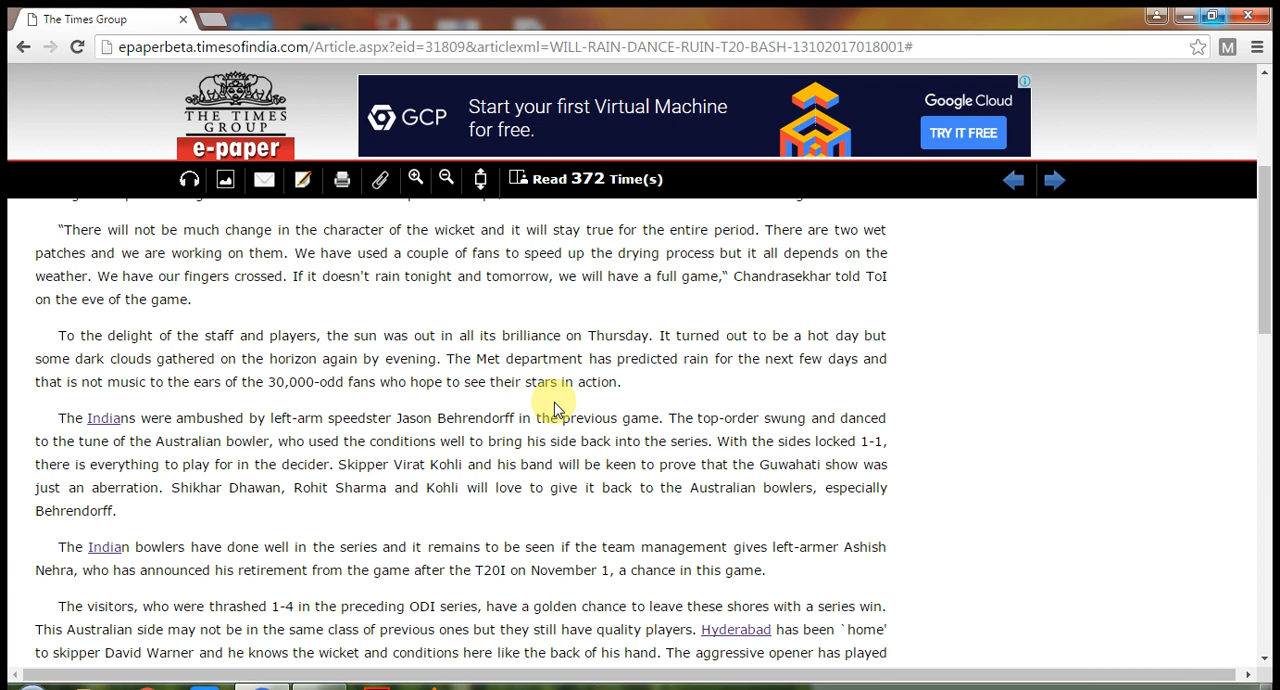 The Times Group
epaperbeta.timesofindia.com/Article.aspx?eid=31809&articlexml=WILL-RAIN-DANCE-RUIN-T20-BASH-13102017018001#
M
THE TIMES
GROUP
e-paper
GCP
Start your first Virtual Machine
for free.
Google Cloud
TRY IT FREE
Read 372 Time(s)
“There will not be much change in the character of the wicket and it will stay true for the entire period. There are two wet
patches and we are working on them. We have used a couple of fans to speed up the drying process but it all depends on the
weather. We have our fingers crossed. If it doesn't rain tonight and tomorrow, we will have a full game,“ Chandrasekhar told ToI
on the eve of the game.
To the delight of the staff and players, the sun was out in all its brilliance on Thursday. It turned out to be a hot day but
some dark clouds gathered on the horizon again by evening. The Met department has predicted rain for the next few days and
that is not music to the ears of the 30,000-odd fans who hope to see their stars in action.
The Indians were ambushed by left-arm speedster Jason Behrendorff in the previous game. The top-order swung and danced
to the tune of the Australian bowler, who used the conditions well to bring his side back into the series. With the sides locked 1-1,
there is everything to play for in the decider. Skipper Virat Kohli and his band will be keen to prove that the Guwahati show was
just an aberration. Shikhar Dhawan, Rohit Sharma and Kohli will love to give it back to the Australian bowlers, especially
Behrendorff.
The Indian bowlers have done well in the series and it remains to be seen if the team management gives left-armer Ashish
Nehra, who has announced his retirement from the game after the T20I on November 1, a chance in this game.
The visitors, who were thrashed 1-4 in the preceding ODI series, have a golden chance to leave these shores with a series win.
This Australian side may not be in the same class of previous ones but they still have quality players. Hyderabad has been `home'
to skipper David Warner and he knows the wicket and conditions here like the back of his hand. The aggressive opener has played